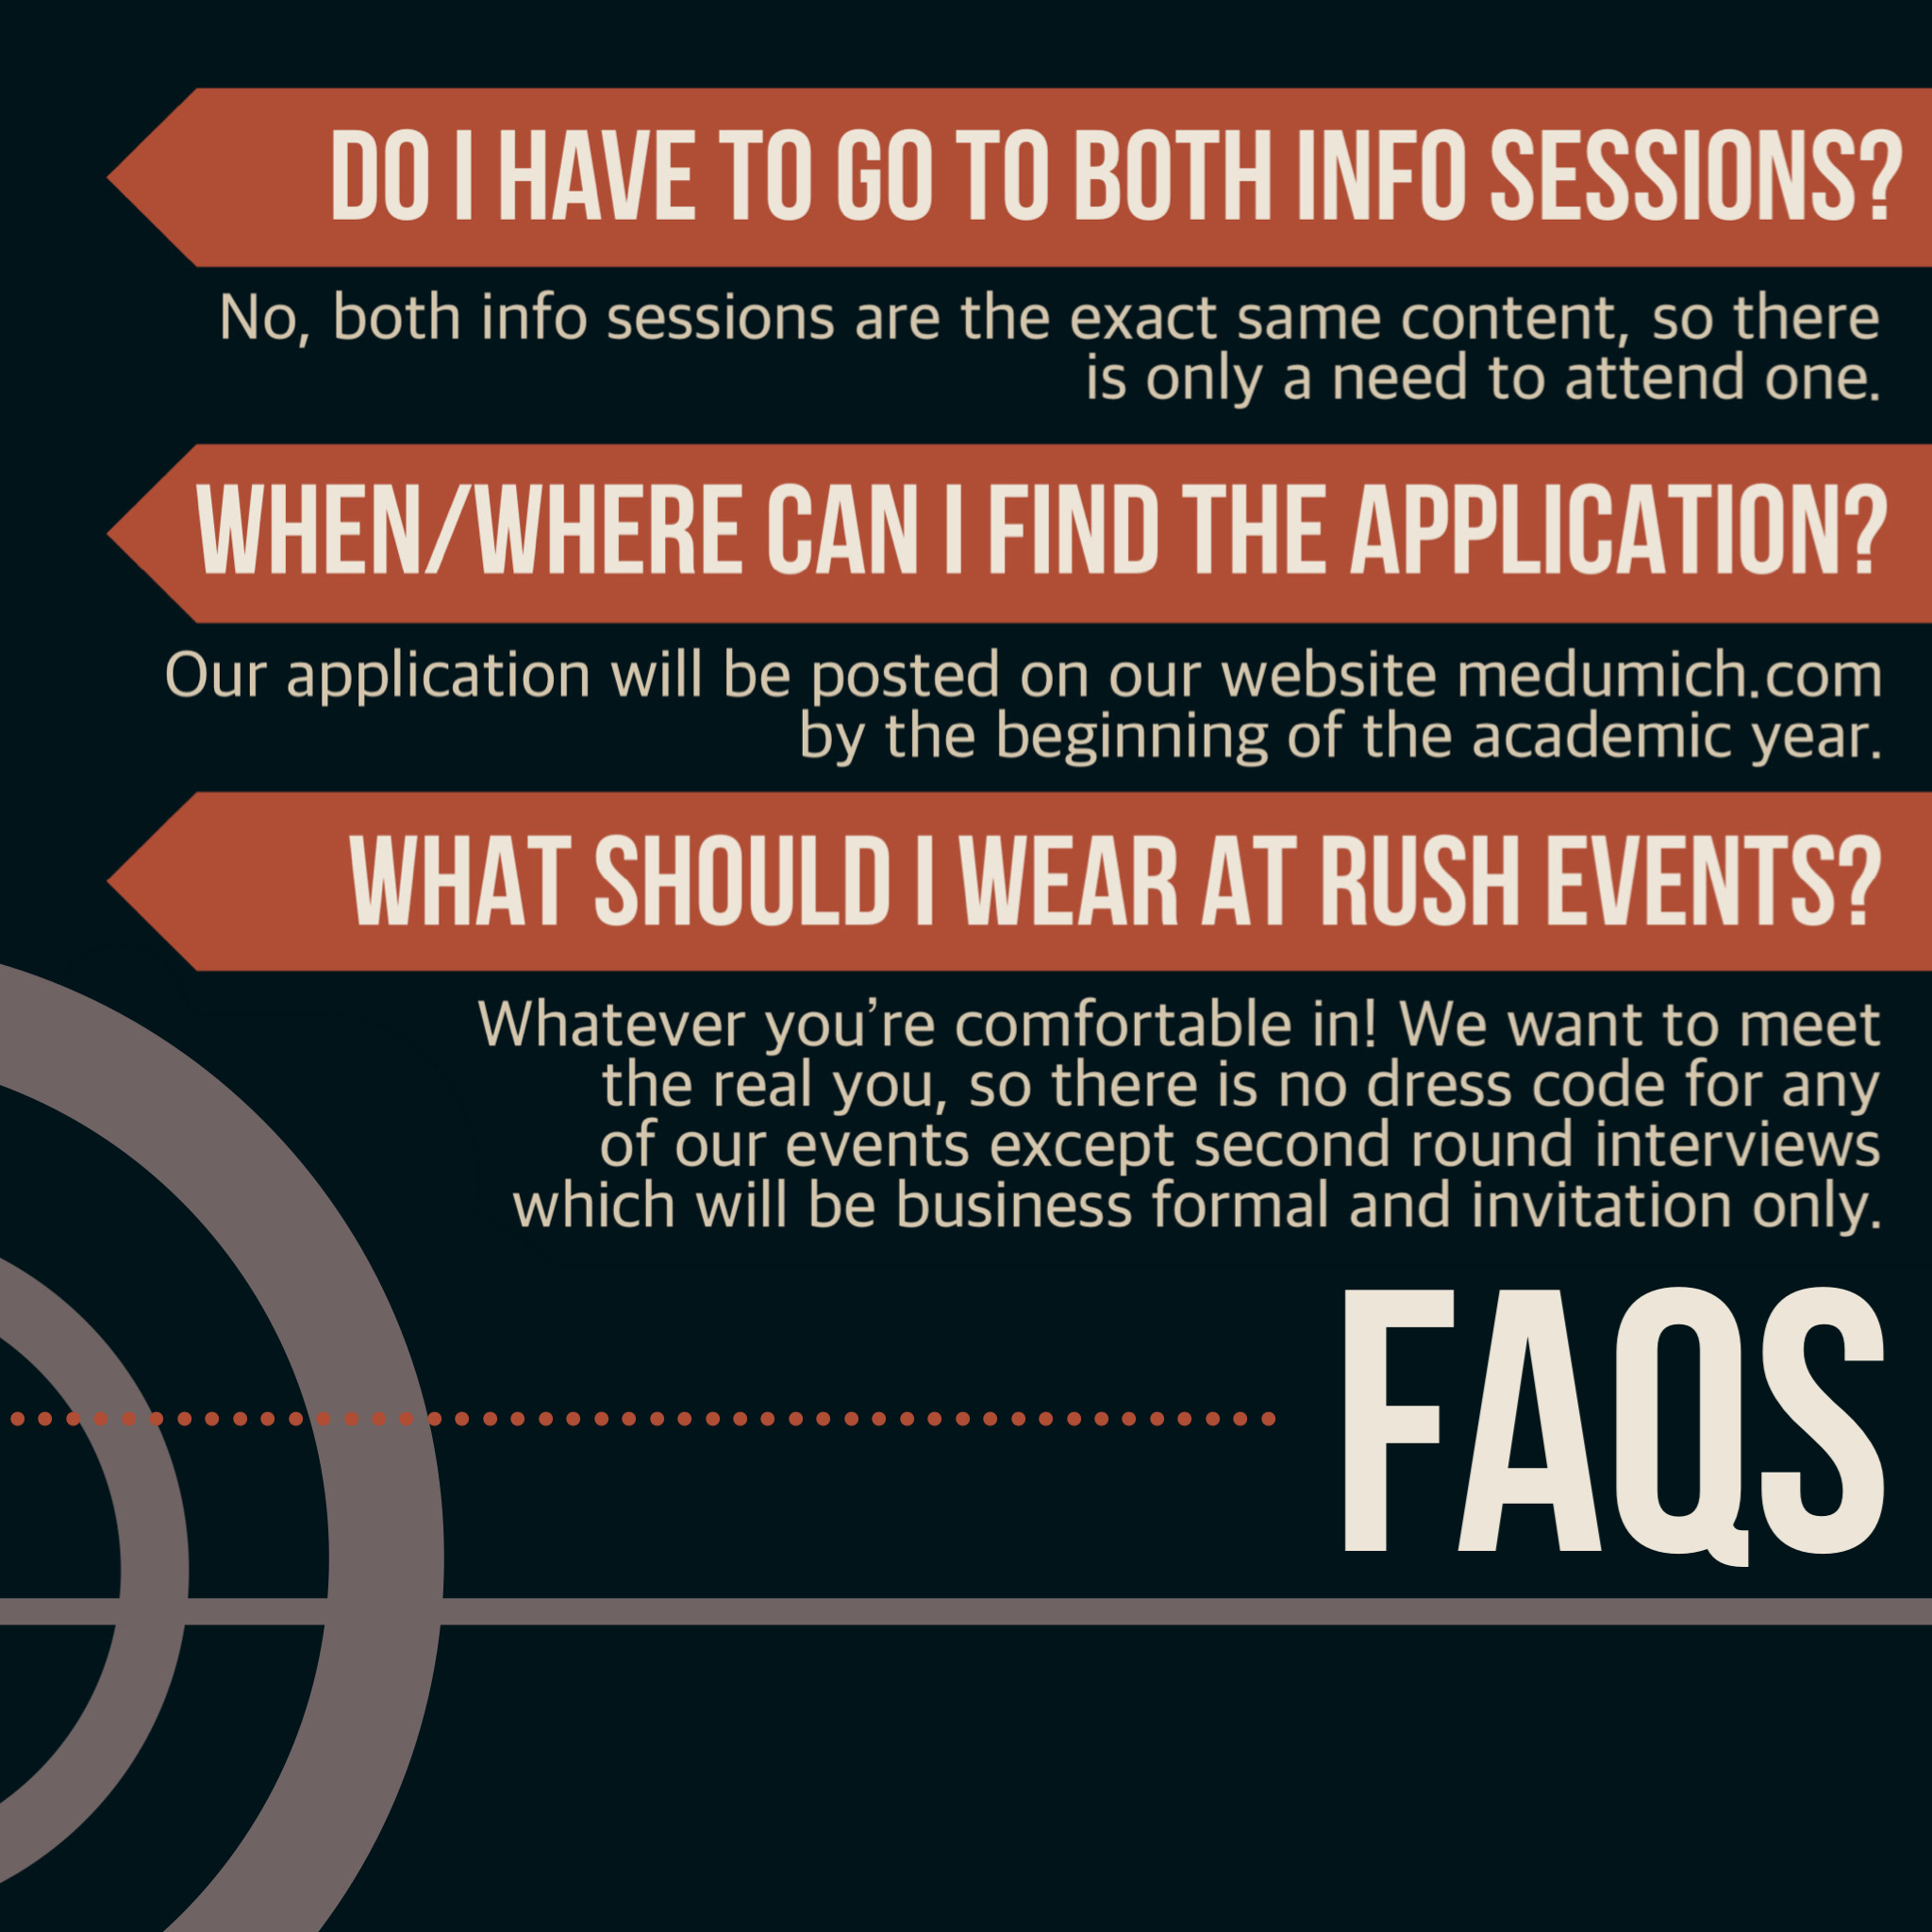 DO I HAVE TO GO TO BOTH INFO SESSIONS?
No, both info sessions are the exact same content, so there
is only a need to attend one.
WHEN/WHERE CAN I FIND THE APPLICATION?
Our application will be posted on our website medumich.com
by the beginning of the academic year.
WHAT SHOULD I WEAR AT RUSH EVENTS?
Whatever you’re comfortable in! We want to meet
the real you, so there is no dress code for any
of our events except second round interviews
which will be business formal and invitation only.
FAQS